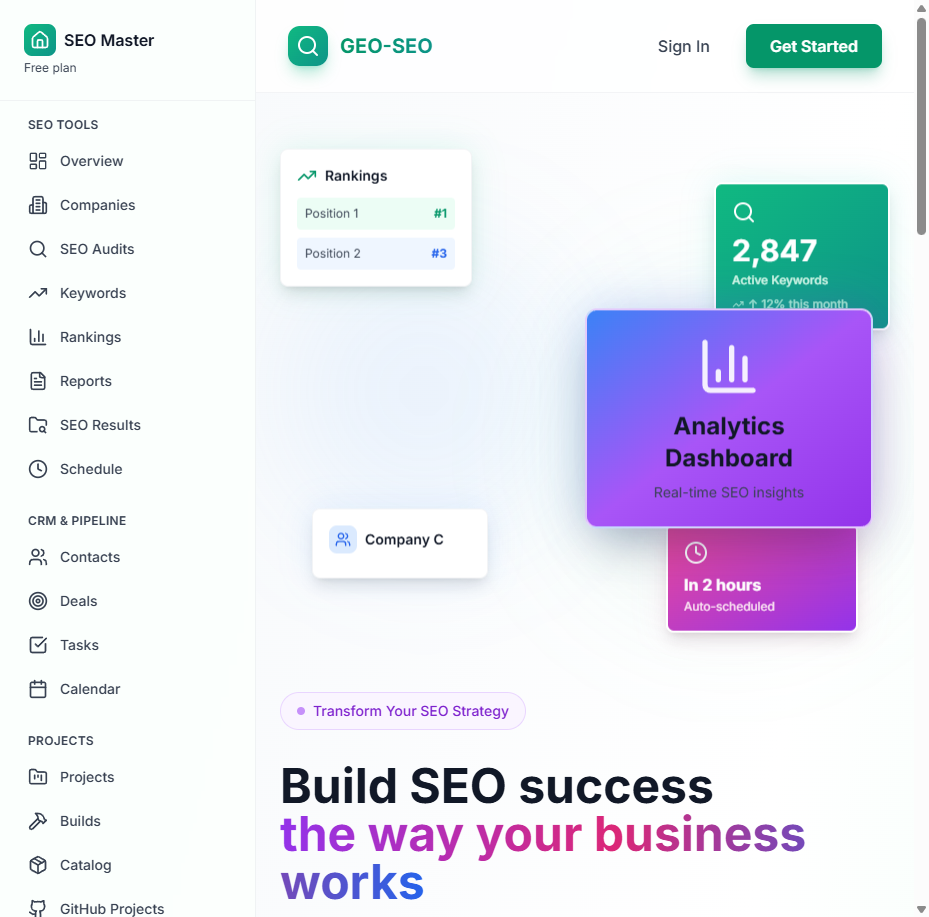 SEO Master
Free plan
SEO TOOLS
Overview
Companies
SEO Audits
Keywords
Rankings
Reports
SEO Results
Schedule
CRM & PIPELINE
Contacts
Deals
Tasks
Calendar
PROJECTS
Projects
Builds
Catalog
GitHub Projects
GEO-SEO
Sign In
Get Started
Rankings
Position 1 #1
Position 2 #3
2,847
Active Keywords
↑ 12% this month
Analytics
Dashboard
Real-time SEO insights
Company C
In 2 hours
Auto-scheduled
Transform Your SEO Strategy
Build SEO success
the way your business
works